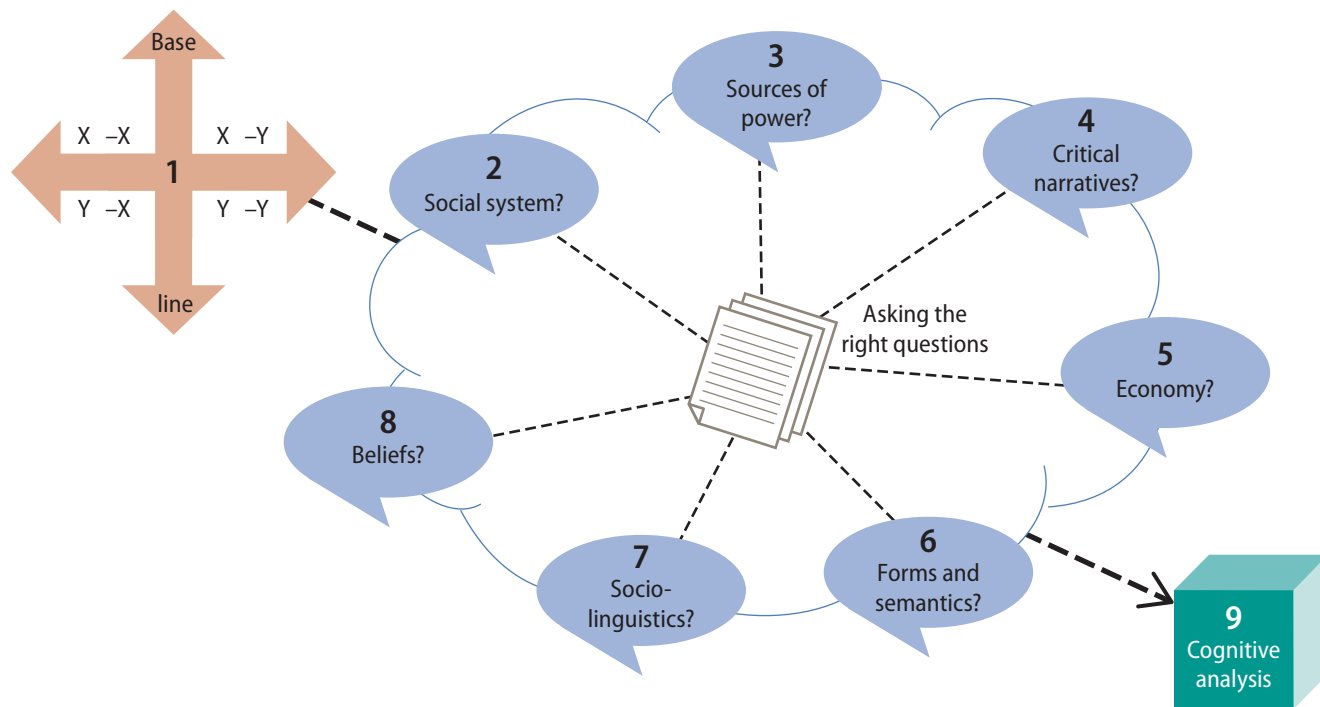 Base
X –X X –Y
1
Y –X Y –Y
line
2
Social system?
3
Sources of
power?
4
Critical
narratives?
Asking the
right questions
5
Economy?
6
Forms and
semantics?
7
Socio-
linguistics?
8
Beliefs?
9
Cognitive
analysis